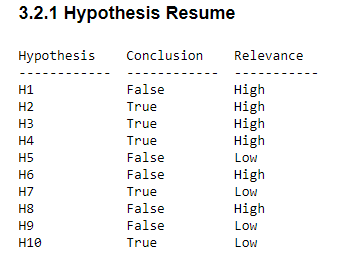 3.2.1 Hypothesis Resume
Hypothesis Conclusion Relevance
------------ ------------- ------------
H1 False High
H2 True High
H3 True High
H4 True High
H5 False Low
H6 False High
H7 True Low
H8 False High
H9 False Low
H10 True Low